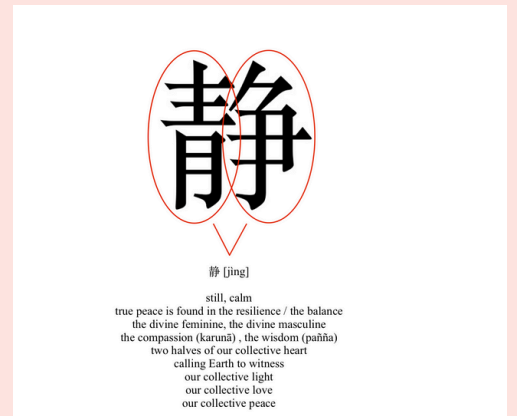 静
静 [jìng]
still, calm
true peace is found in the resilience / the balance
the divine feminine, the divine masculine
the compassion (karunā) , the wisdom (pañña)
two halves of our collective heart
calling Earth to witness
our collective light
our collective love
our collective peace